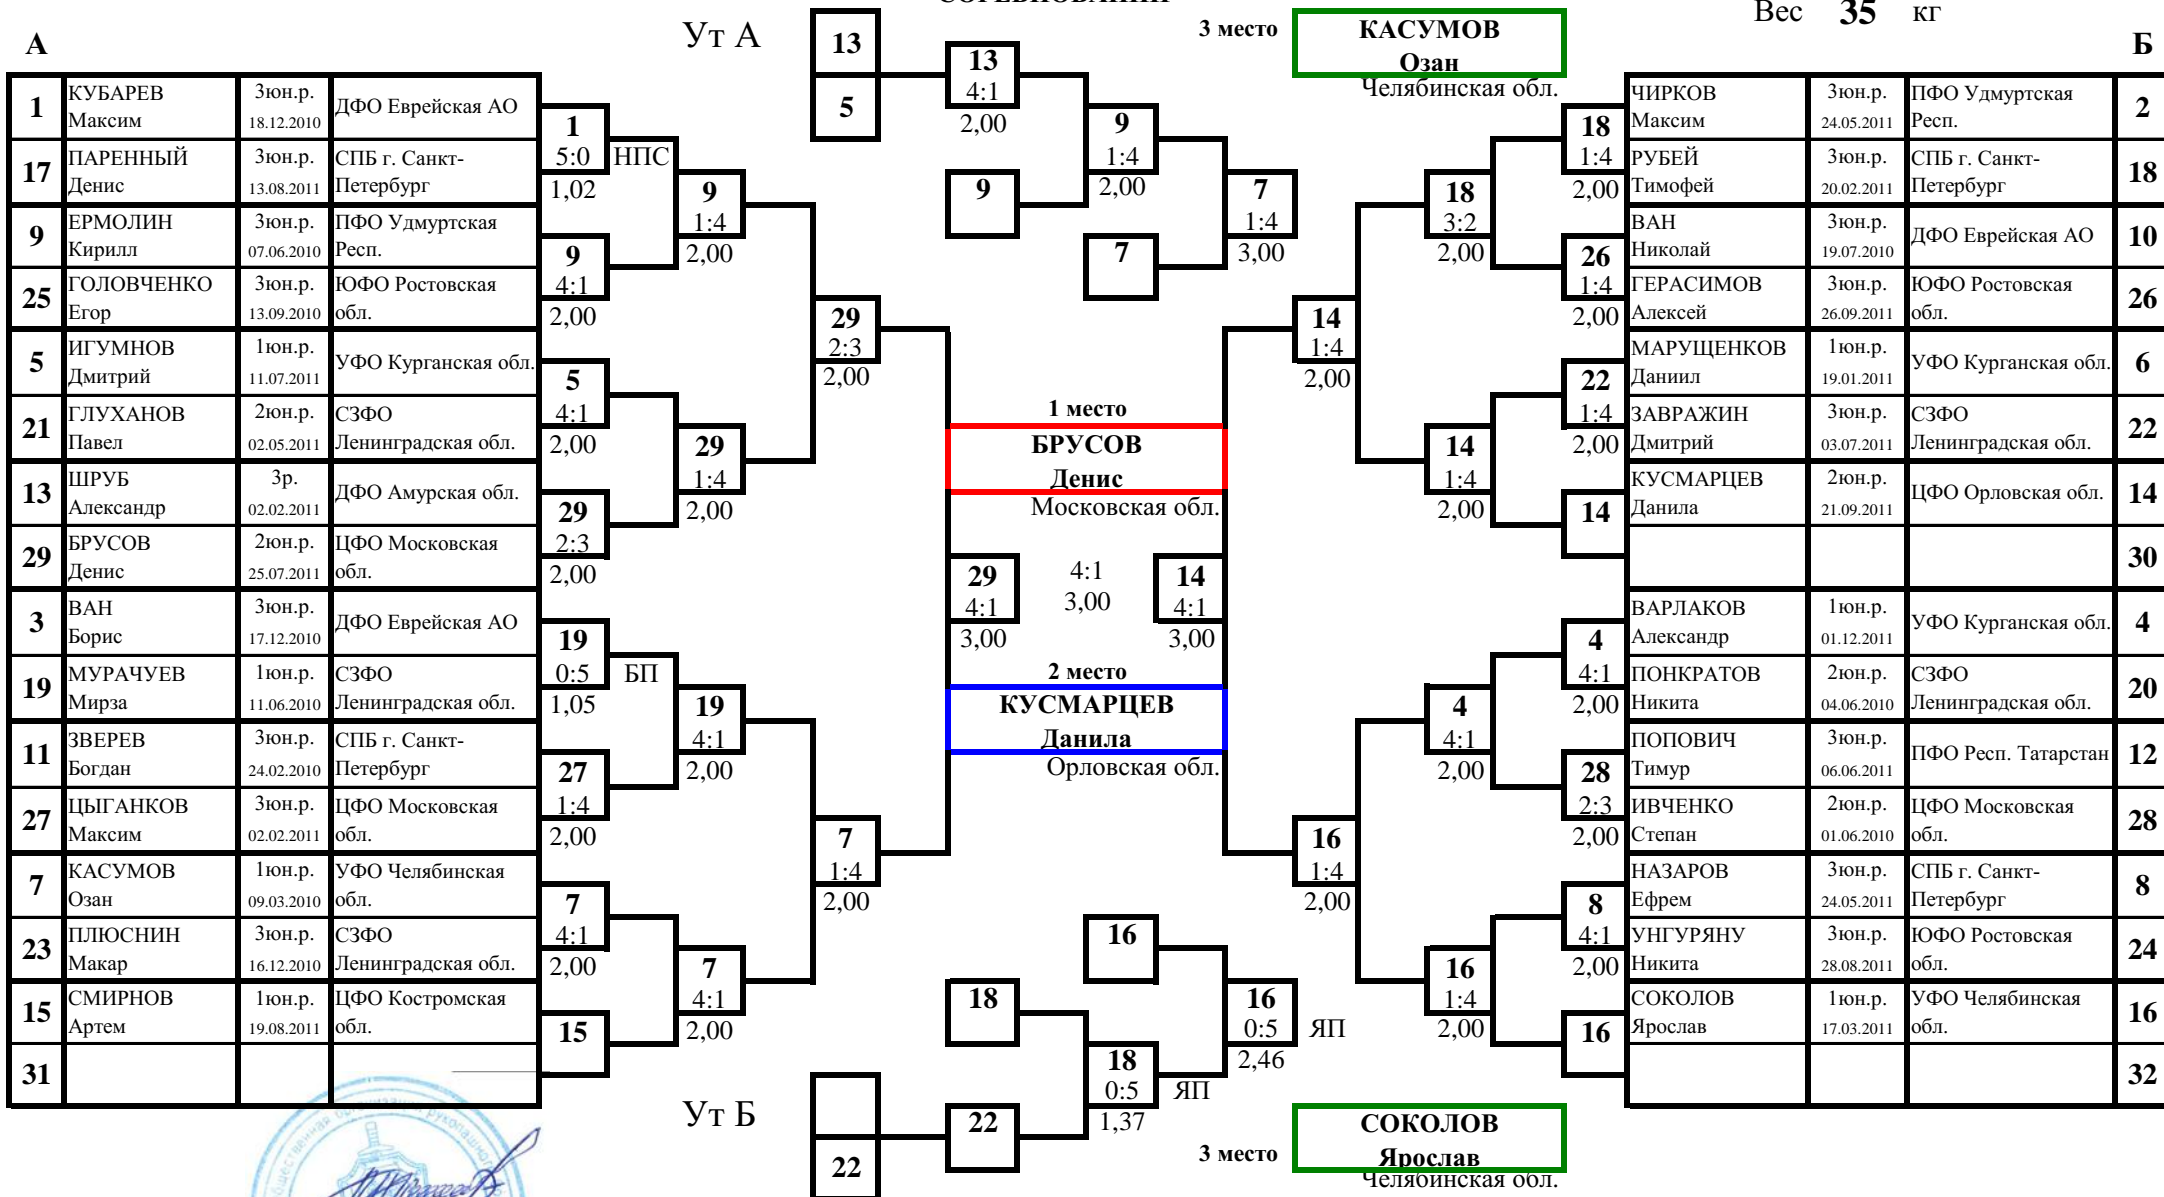 Ут А
3 место
Вес 35 кг
А
Б
КАСУМОВ
Озан
Челябинская обл.
1 КУБАРЕВ Максим 3юн.р. 18.12.2010 ДФО Еврейская АО
17 ПАРЕННЫЙ Денис 3юн.р. 13.08.2011 СПБ г. Санкт-Петербург
9 ЕРМОЛИН Кирилл 3юн.р. 07.06.2010 ПФО Удмуртская Респ.
25 ГОЛОВЧЕНКО Егор 3юн.р. 13.09.2010 ЮФО Ростовская обл.
5 ИГУМНОВ Дмитрий 1юн.р. 11.07.2011 УФО Курганская обл.
21 ГЛУХАНОВ Павел 2юн.р. 02.05.2011 СЗФО Ленинградская обл.
13 ШРУБ Александр 3р. 02.02.2011 ДФО Амурская обл.
29 БРУСОВ Денис 2юн.р. 25.07.2011 ЦФО Московская обл.
3 ВАН Борис 3юн.р. 17.12.2010 ДФО Еврейская АО
19 МУРАЧУЕВ Мирза 1юн.р. 11.06.2010 СЗФО Ленинградская обл.
11 ЗВЕРЕВ Богдан 3юн.р. 24.02.2010 СПБ г. Санкт-Петербург
27 ЦЫГАНКОВ Максим 3юн.р. 02.02.2011 ЦФО Московская обл.
7 КАСУМОВ Озан 1юн.р. 09.03.2010 УФО Челябинская обл.
23 ПЛЮСНИН Макар 3юн.р. 16.12.2010 СЗФО Ленинградская обл.
15 СМИРНОВ Артем 1юн.р. 19.08.2011 ЦФО Костромская обл.
31
1 5:0 1,02 НПС
9 4:1 2,00
5 4:1 2,00
29 2:3 2,00
19 0:5 1,05 БП
27 1:4 2,00
7 4:1 2,00
15
9 1:4 2,00
29 1:4 2,00
19 4:1 2,00
7 4:1 2,00
29 2:3 2,00
7 1:4 2,00
13
5
13 4:1 2,00
9
9 1:4 2,00
7
7 1:4 3,00
1 место
БРУСОВ
Денис
Московская обл.
29 4:1 3,00
4:1
3,00
14 4:1 3,00
2 место
КУСМАРЦЕВ
Данила
Орловская обл.
14 1:4 2,00
16 1:4 2,00
18 3:2 2,00
14 1:4 2,00
4 4:1 2,00
16 1:4 2,00
18 1:4 2,00
26 1:4 2,00
22 1:4 2,00
14
4 4:1 2,00
28 2:3 2,00
8 4:1 2,00
16
ЧИРКОВ Максим 3юн.р. 24.05.2011 ПФО Удмуртская Респ. 2
РУБЕЙ Тимофей 3юн.р. 20.02.2011 СПБ г. Санкт-Петербург 18
ВАН Николай 3юн.р. 19.07.2010 ДФО Еврейская АО 10
ГЕРАСИМОВ Алексей 3юн.р. 26.09.2011 ЮФО Ростовская обл. 26
МАРУЩЕНКОВ Даниил 1юн.р. 19.01.2011 УФО Курганская обл. 6
ЗАВРАЖИН Дмитрий 3юн.р. 03.07.2011 СЗФО Ленинградская обл. 22
КУСМАРЦЕВ Данила 2юн.р. 21.09.2011 ЦФО Орловская обл. 14
30
ВАРЛАКОВ Александр 1юн.р. 01.12.2011 УФО Курганская обл. 4
ПОНКРАТОВ Никита 2юн.р. 04.06.2010 СЗФО Ленинградская обл. 20
ПОПОВИЧ Тимур 3юн.р. 06.06.2011 ПФО Респ. Татарстан 12
ИВЧЕНКО Степан 2юн.р. 01.06.2010 ЦФО Московская обл. 28
НАЗАРОВ Ефрем 3юн.р. 24.05.2011 СПБ г. Санкт-Петербург 8
УНГУРЯНУ Никита 3юн.р. 28.08.2011 ЮФО Ростовская обл. 24
СОКОЛОВ Ярослав 1юн.р. 17.03.2011 УФО Челябинская обл. 16
32
Ут Б
16
18
16 0:5 2,46 ЯП
18 0:5 1,37 ЯП
22
22
3 место
СОКОЛОВ
Ярослав
Челябинская обл.